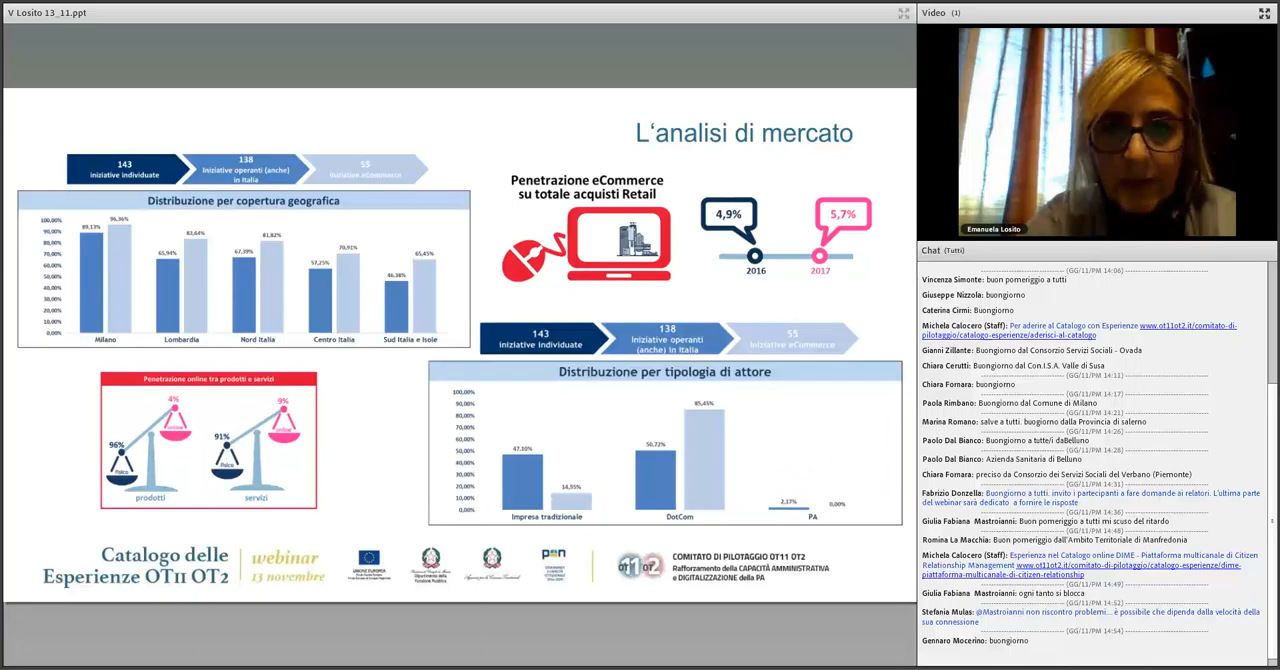 V Losito 13_11.ppt
L'analisi di mercato
143
iniziative individuate
138
Iniziative operanti (anche)
in Italia
55
Iniziative eCommerce
Distribuzione per copertura geografica
100,00%
90,00%
80,00%
70,00%
60,00%
50,00%
40,00%
30,00%
20,00%
10,00%
0,00%
89,13%
96,36%
65,94%
83,64%
67,39%
81,82%
57,25%
70,91%
46,38%
65,45%
Milano
Lombardia
Nord Italia
Centro Italia
Sud Italia e Isole
Penetrazione eCommerce
su totale acquisti Retail
4,9%
5,7%
2016
2017
Penetrazione online tra prodotti e servizi
4%
online
96%
fisico
prodotti
9%
online
91%
fisico
servizi
143
iniziative individuate
138
Iniziative operanti
(anche) in Italia
55
Iniziative eCommerce
Distribuzione per tipologia di attore
100,00%
90,00%
80,00%
70,00%
60,00%
50,00%
40,00%
30,00%
20,00%
10,00%
0,00%
47,10%
14,55%
50,72%
85,45%
2,17%
0,00%
Impresa tradizionale
DotCom
PA
Catalogo delle
Esperienze OT11 OT2
webinar
13 novembre
UNIONE EUROPEA
pon
ot11 ot2
COMITATO DI PILOTAGGIO OT11 OT2
Rafforzamento della CAPACITÀ AMMINISTRATIVA
e DIGITALIZZAZIONE della PA
Video (1)
Emanuela Losito
Chat (Tutti)
(GG/11/PM 14:06)
Vincenza Simonte: buon pomeriggio a tutti
Giuseppe Nizzola: buongiorno
Caterina Cirmi: Buongiorno
Michela Calocero (Staff): Per aderire al Catalogo con Esperienze www.ot11ot2.it/comitato-di-
pilotaggio/catalogo-esperienze/aderisci-al-catalogo
Gianni Zillante: Buongiorno dal Consorzio Servizi Sociali - Ovada
Chiara Cerutti: Buongiorno dal Con.I.S.A. Valle di Susa
(GG/11/PM 14:11)
Chiara Fornara: buongiorno
(GG/11/PM 14:17)
Paola Rimbano: Buongiorno dal Comune di Milano
(GG/11/PM 14:21)
Marina Romano: salve a tutti. buogiorno dalla Provincia di salerno
(GG/11/PM 14:26)
Paolo Dal Bianco: Buongiorno a tutte/i daBelluno
(GG/11/PM 14:28)
Paolo Dal Bianco: Azienda Sanitaria di Belluno
Chiara Fornara: preciso da Consorzio dei Servizi Sociali del Verbano (Piemonte)
(GG/11/PM 14:31)
Fabrizio Donzella: Buongiorno a tutti. invito i partecipanti a fare domande ai relatori. L'ultima parte
del webinar sarà dedicato a fornire le risposte
(GG/11/PM 14:36)
Giulia Fabiana Mastroianni: Buon pomeriggio a tutti mi scuso del ritardo
(GG/11/PM 14:48)
Romina La Macchia: Buon pomeriggio dall'Ambito Territoriale di Manfredonia
Michela Calocero (Staff): Esperienza nel Catalogo online DIME - Piattaforma multicanale di Citizen
Relationship Management www.ot11ot2.it/comitato-di-pilotaggio/catalogo-esperienze/dime-
piattaforma-multicanale-di-citizen-relationship
(GG/11/PM 14:49)
Giulia Fabiana Mastroianni: ogni tanto si blocca
(GG/11/PM 14:52)
Stefania Mulas: @Mastroianni non riscontro problemi... è possibile che dipenda dalla velocità della
sua connessione
(GG/11/PM 14:54)
Gennaro Mocerino: buongiorno